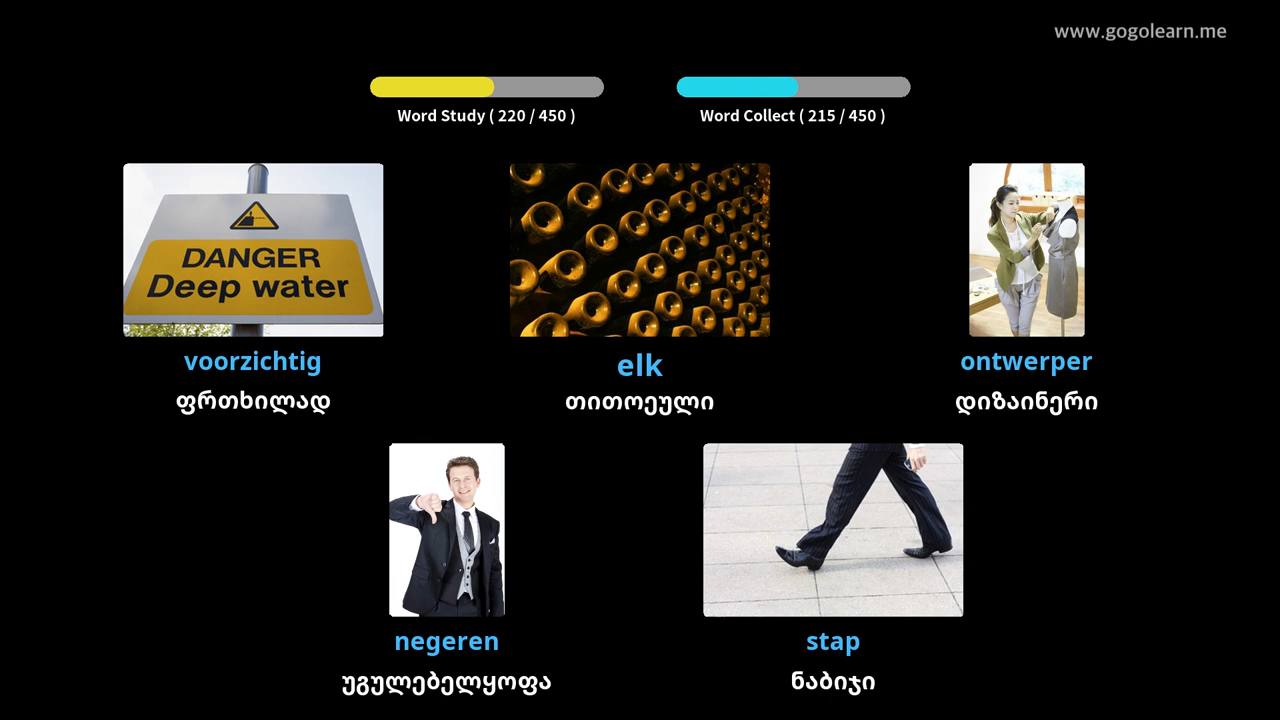 www.gogolearn.me
Word Study ( 220 / 450 )
Word Collect ( 215 / 450 )
DANGER
Deep water
voorzichtig
elk
ontwerper
ფრთხილად
თითოეული
დიზაინერი
negeren
stap
უგულებელყოფა
ნაბიჯი